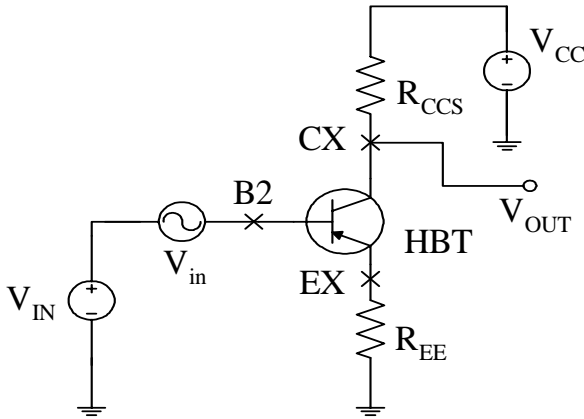 V_CC
R_CCS
CX
B2
V_OUT
HBT
V_in
EX
V_IN
R_EE